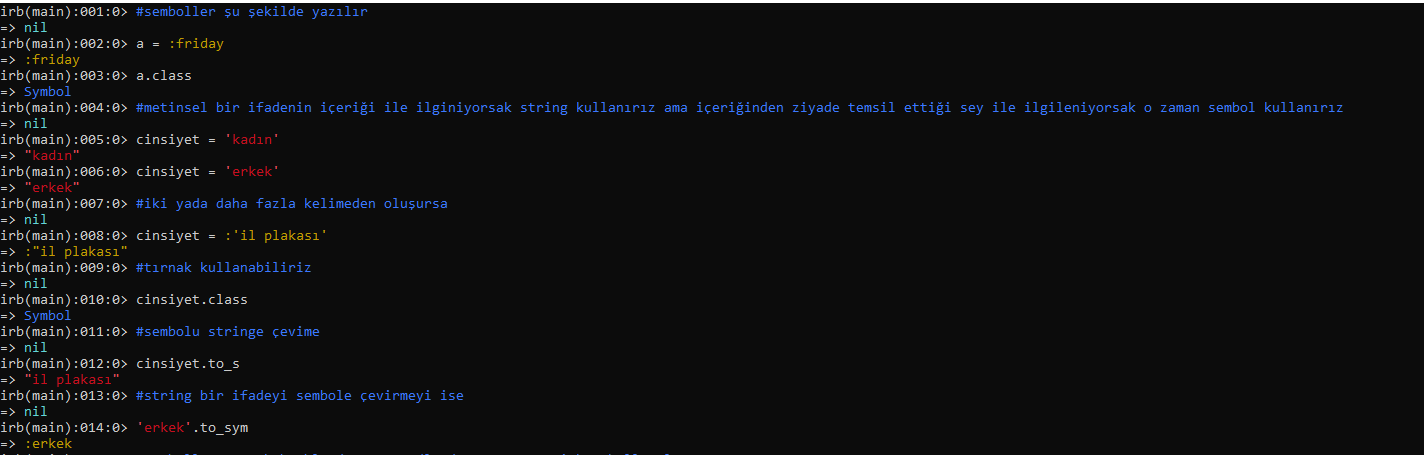 irb(main):001:0> #semboller şu şekilde yazılır
=> nil
irb(main):002:0> a = :friday
=> :friday
irb(main):003:0> a.class
=> Symbol
irb(main):004:0> #metinsel bir ifadenin içeriği ile ilginiyorsak string kullanırız ama içeriğinden ziyade temsil ettiği sey ile ilgileniyorsak o zaman sembol kullanırız
=> nil
irb(main):005:0> cinsiyet = 'kadın'
=> "kadın"
irb(main):006:0> cinsiyet = 'erkek'
=> "erkek"
irb(main):007:0> #iki yada daha fazla kelimeden oluşursa
=> nil
irb(main):008:0> cinsiyet = :'il plakası'
=> :"il plakası"
irb(main):009:0> #tırnak kullanabiliriz
=> nil
irb(main):010:0> cinsiyet.class
=> Symbol
irb(main):011:0> #sembolu stringe çevime
=> nil
irb(main):012:0> cinsiyet.to_s
=> "il plakası"
irb(main):013:0> #string bir ifadeyi sembole çevirmeyi ise
=> nil
irb(main):014:0> 'erkek'.to_sym
=> :erkek